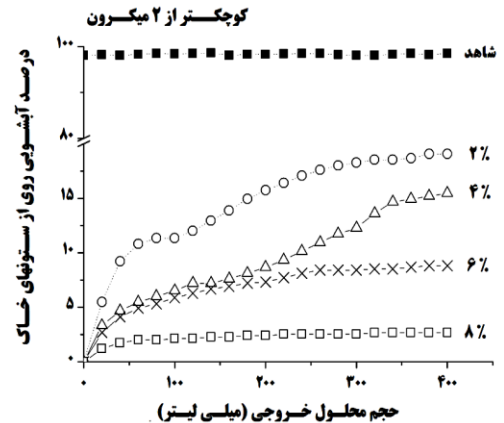 کوچکتر از ۲ میکرون
درصد آبشویی روی از ستونهای خاک
۱۰۰
۸۰
۱۵
۱۰
۵
۰
شاهد
۲٪
۴٪
۶٪
۸٪
۰ ۱۰۰ ۲۰۰ ۳۰۰ ۴۰۰
حجم محلول خروجی (میلی لیتر)